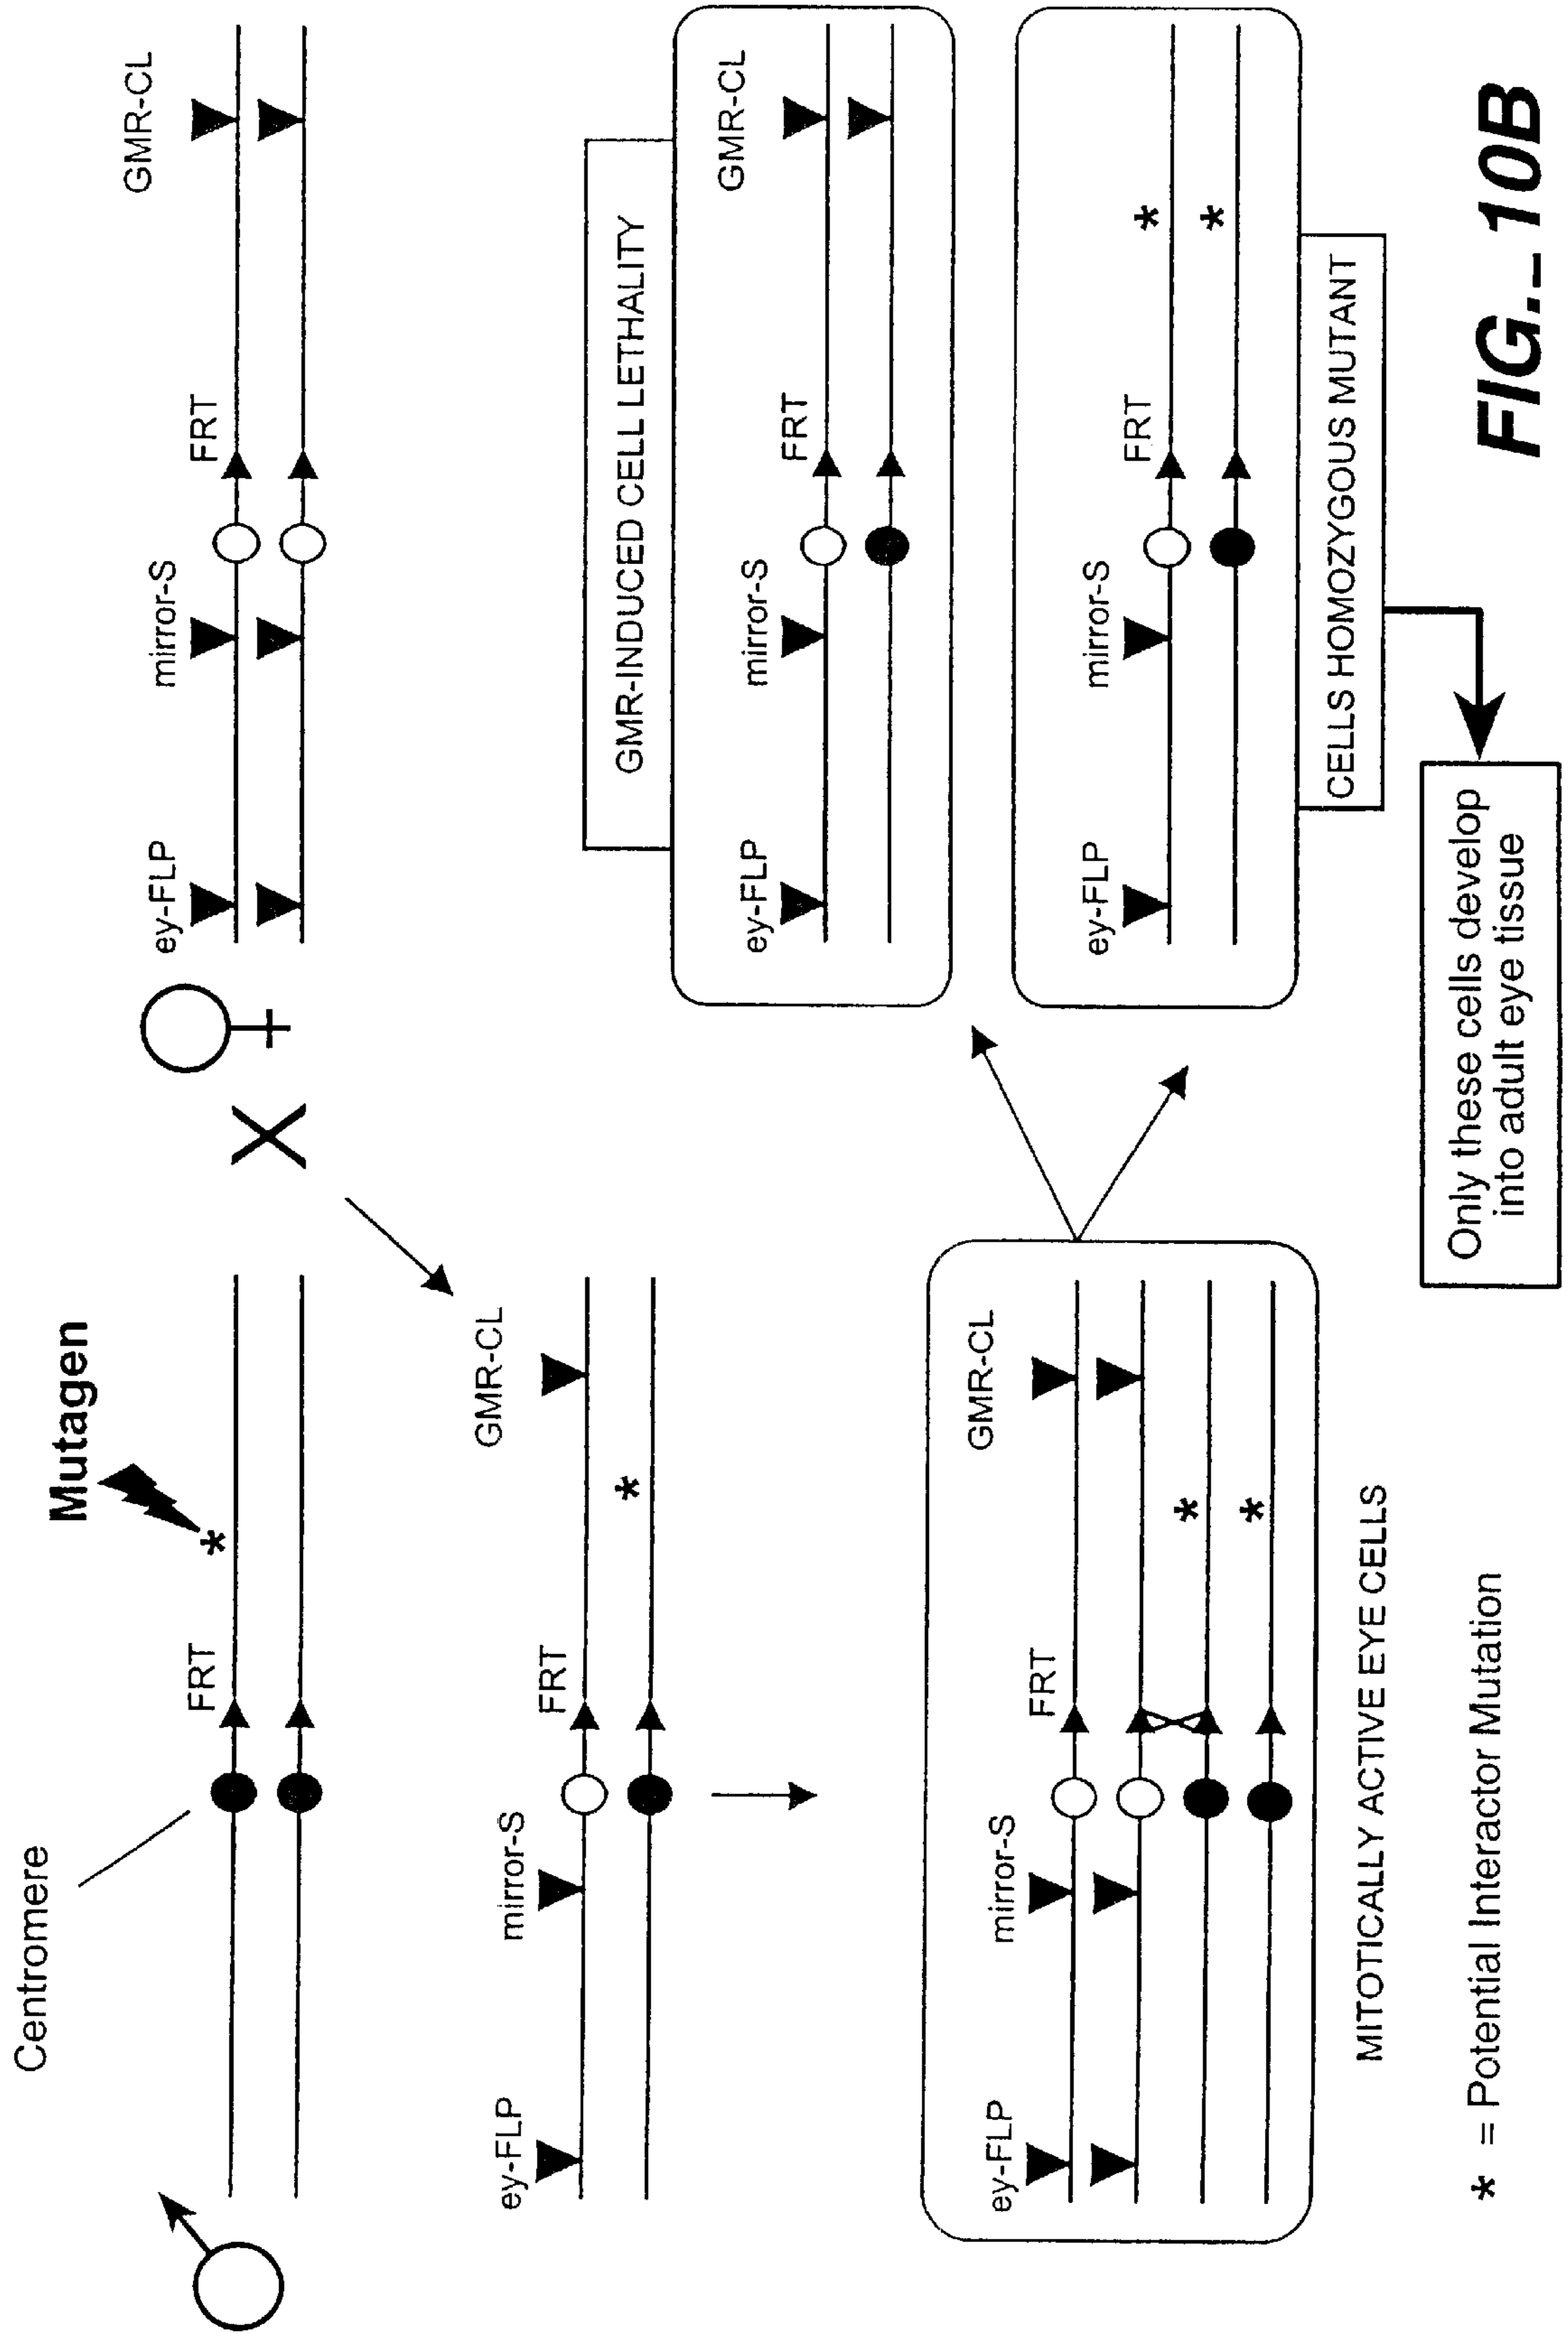 Centromere
Mutagen
*
FRT
ey-FLP
mirror-S
FRT
GMR-CL
X
ey-FLP
mirror-S
FRT
GMR-CL
*
ey-FLP
mirror-S
FRT
GMR-CL
*
*
MITOTICALLY ACTIVE EYE CELLS
GMR-INDUCED CELL LETHALITY
ey-FLP
mirror-S
FRT
GMR-CL
ey-FLP
mirror-S
FRT
*
*
CELLS HOMOZYGOUS MUTANT
Only these cells develop
into adult eye tissue
* = Potential Interactor Mutation
FIG._10B